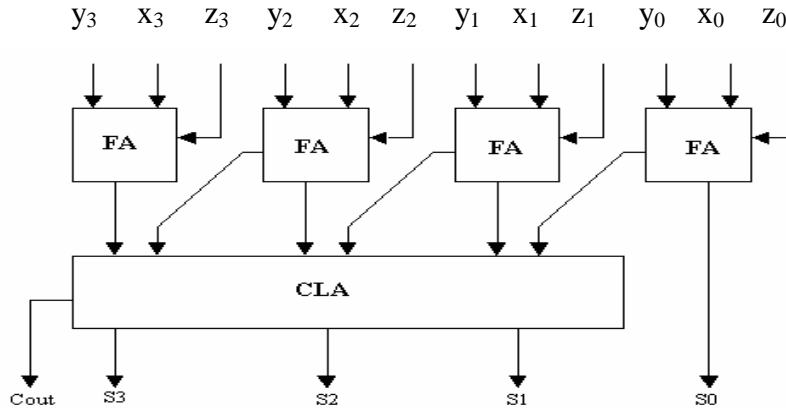 y₃ x₃ z₃ y₂ x₂ z₂ y₁ x₁ z₁ y₀ x₀ z₀
FA FA FA FA
CLA
Cout S3 S2 S1 S0